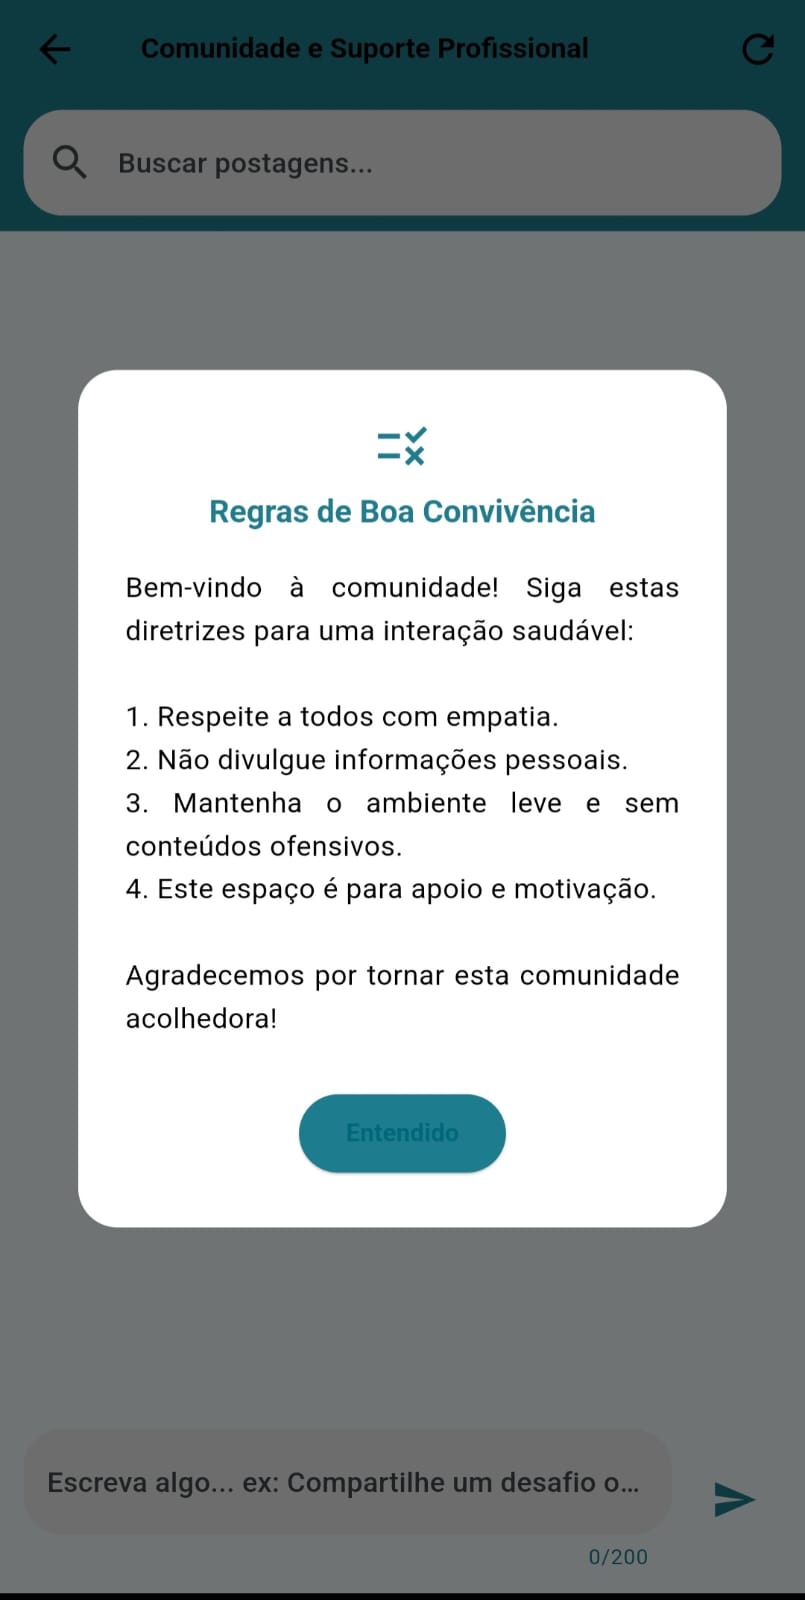 Comunidade e Suporte Profissional
Buscar postagens...
Regras de Boa Convivência
Bem-vindo à comunidade! Siga estas
diretrizes para uma interação saudável:
1. Respeite a todos com empatia.
2. Não divulgue informações pessoais.
3. Mantenha o ambiente leve e sem
conteúdos ofensivos.
4. Este espaço é para apoio e motivação.
Agradecemos por tornar esta comunidade
acolhedora!
Entendido
Escreva algo... ex: Compartilhe um desafio o...
0/200